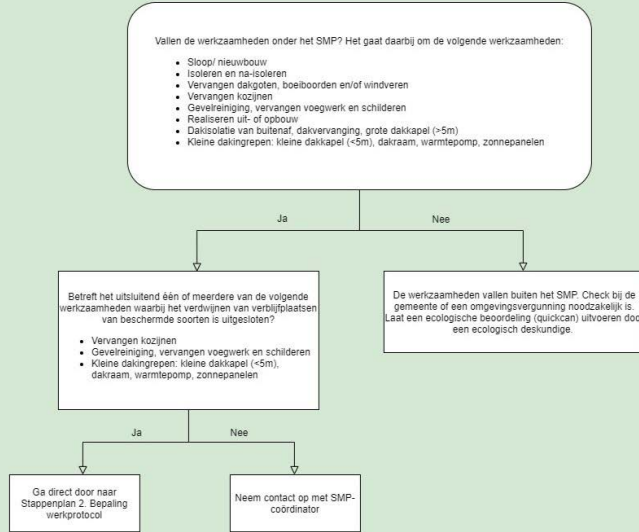 Vallen de werkzaamheden onder het SMP? Het gaat daarbij om de volgende werkzaamheden:
• Sloop/ nieuwbouw
• Isoleren en na-isoleren
• Vervangen dakgoten, boeiboorden en/of windveren
• Vervangen kozijnen
• Gevelreiniging, vervangen voegwerk en schilderen
• Realiseren uit- of opbouw
• Dakisolatie van buitenaf, dakvervanging, grote dakkapel (>5m)
• Kleine dakingrepen: kleine dakkapel (<5m), dakraam, warmtepomp, zonnepanelen
Ja
Nee
Betreft het uitsluitend één of meerdere van de volgende
werkzaamheden waarbij het verdwijnen van verblijfplaatsen
van beschermde soorten is uitgesloten?
• Vervangen kozijnen
• Gevelreiniging, vervangen voegwerk en schilderen
• Kleine dakingrepen: kleine dakkapel (<5m),
dakraam, warmtepomp, zonnepanelen
De werkzaamheden vallen buiten het SMP. Check bij de
gemeente of een omgevingsvergunning noodzakelijk is.
Laat een ecologische beoordeling (quickcan) uitvoeren door
een ecologisch deskundige.
Ja
Nee
Ga direct door naar
Stappenplan 2. Bepaling
werkprotocol
Neem contact op met SMP-
coördinator